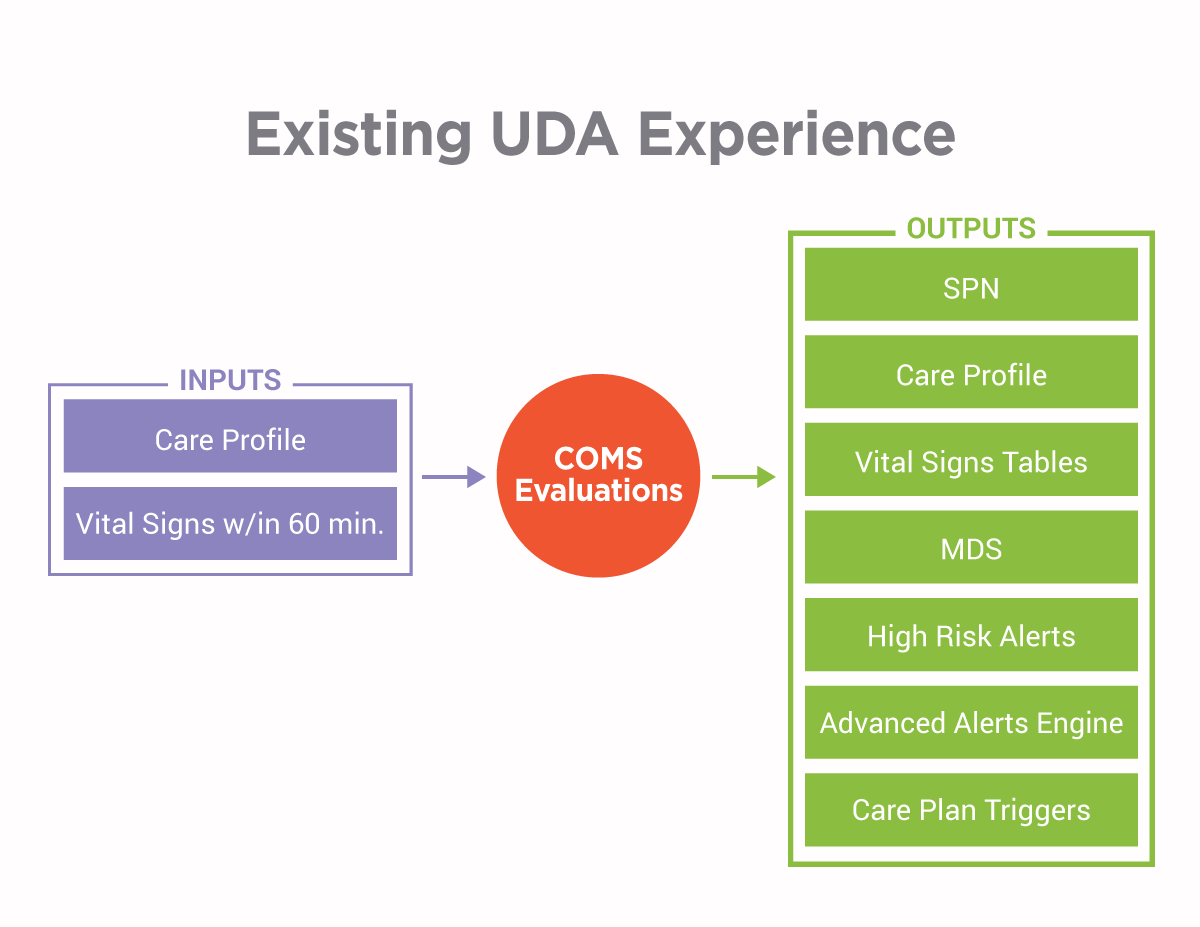 Existing UDA Experience
INPUTS
Care Profile
Vital Signs w/in 60 min.
COMS
Evaluations
OUTPUTS
SPN
Care Profile
Vital Signs Tables
MDS
High Risk Alerts
Advanced Alerts Engine
Care Plan Triggers